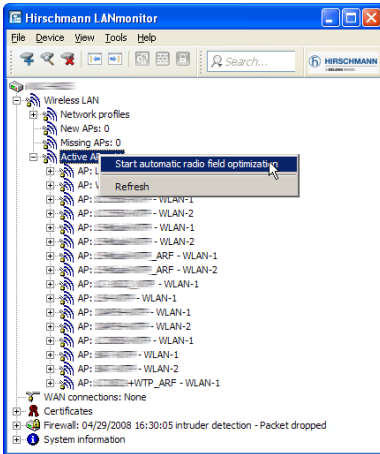 Hirschmann LANmonitor
File Device View Tools Help
Search...
HIRSCHMANN
Wireless LAN
Network profiles
New APs: 0
Missing APs: 0
Active
Start automatic radio field optimization
AP:
Refresh
AP:
AP: - WLAN-1
AP: - WLAN-2
AP: - WLAN-1
AP: - WLAN-2
AP: _ARF - WLAN-1
AP: _ARF - WLAN-2
AP: - WLAN-1
AP: - WLAN-1
AP: - WLAN-1
AP: - WLAN-2
AP: - WLAN-1
AP: - WLAN-2
AP: +WTP_ARF - WLAN-1
WAN connections: None
Certificates
Firewall: 04/29/2008 16:30:05 intruder detection - Packet dropped
System information